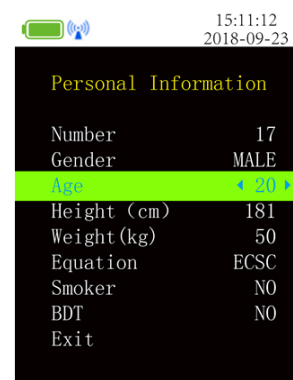 15:11:12
2018-09-23
Personal Information
Number 17
Gender MALE
Age 20
Height (cm) 181
Weight(kg) 50
Equation ECSC
Smoker NO
BDT NO
Exit